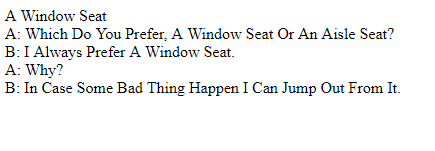 A Window Seat
A: Which Do You Prefer, A Window Seat Or An Aisle Seat?
B: I Always Prefer A Window Seat.
A: Why?
B: In Case Some Bad Thing Happen I Can Jump Out From It.